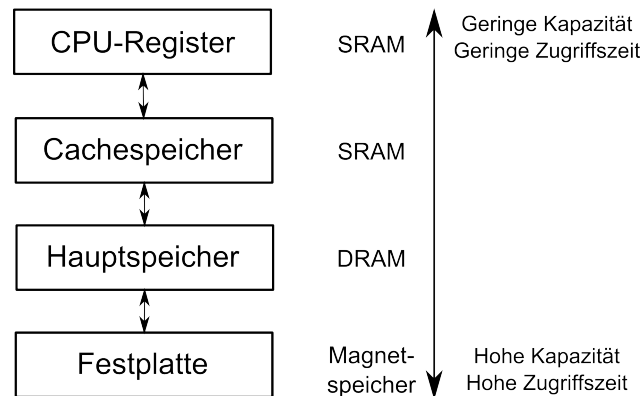 CPU-Register
SRAM
Geringe Kapazität
Geringe Zugriffszeit
Cachespeicher
SRAM
Hauptspeicher
DRAM
Festplatte
Magnet-
speicher
Hohe Kapazität
Hohe Zugriffszeit